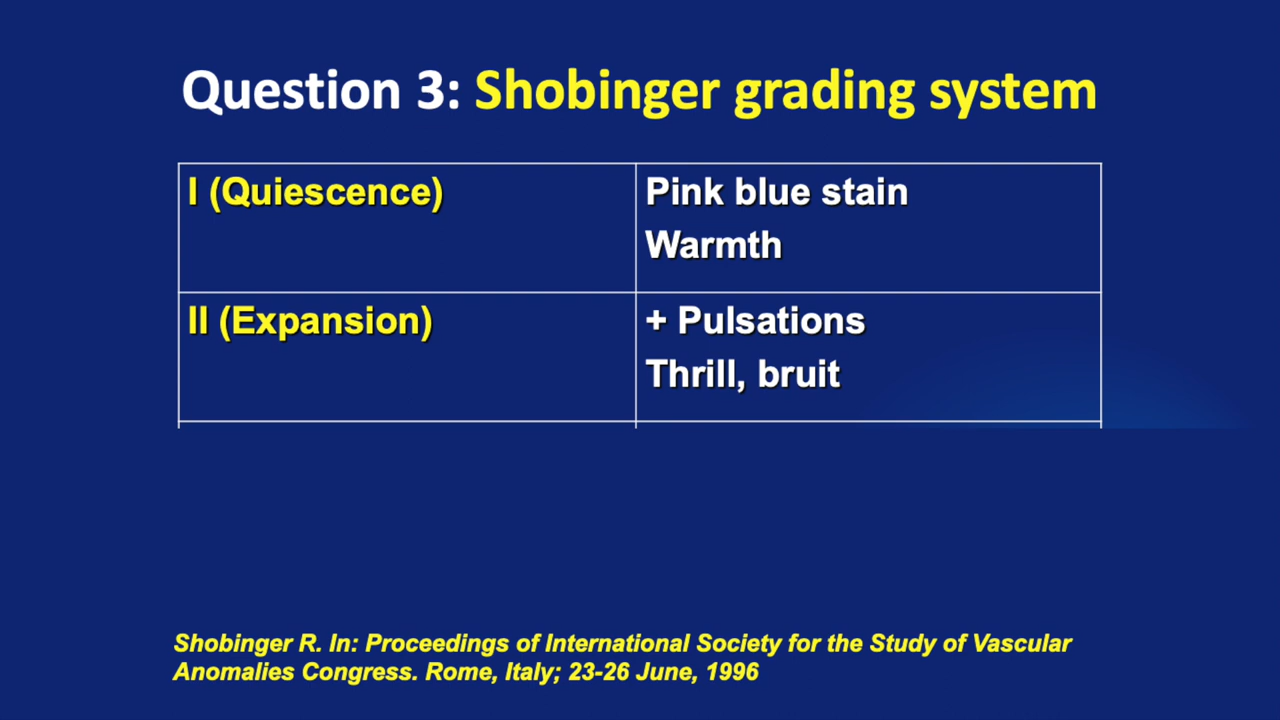 Question 3: Shobinger grading system
I (Quiescence)
Pink blue stain
Warmth
II (Expansion)
+ Pulsations
Thrill, bruit
Shobinger R. In: Proceedings of International Society for the Study of Vascular
Anomalies Congress. Rome, Italy; 23-26 June, 1996